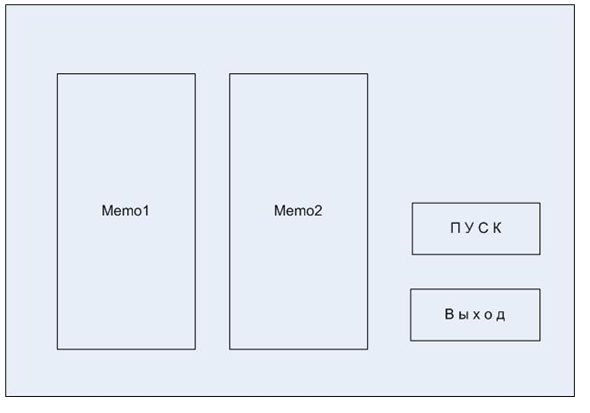 Memo1
Memo2
П У С К
В ы х о д